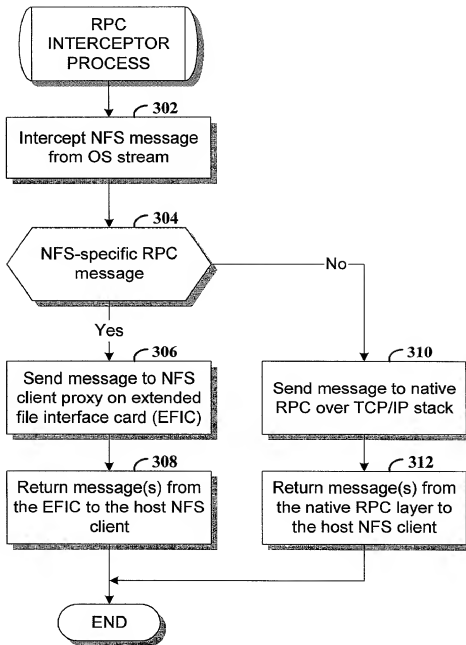 RPC
INTERCEPTOR
PROCESS
302
Intercept NFS message
from OS stream
304
NFS-specific RPC
message
No
Yes
306
Send message to NFS
client proxy on extended
file interface card (EFIC)
310
Send message to native
RPC over TCP/IP stack
308
Return message(s) from
the EFIC to the host NFS
client
312
Return message(s) from
the native RPC layer to
the host NFS client
END